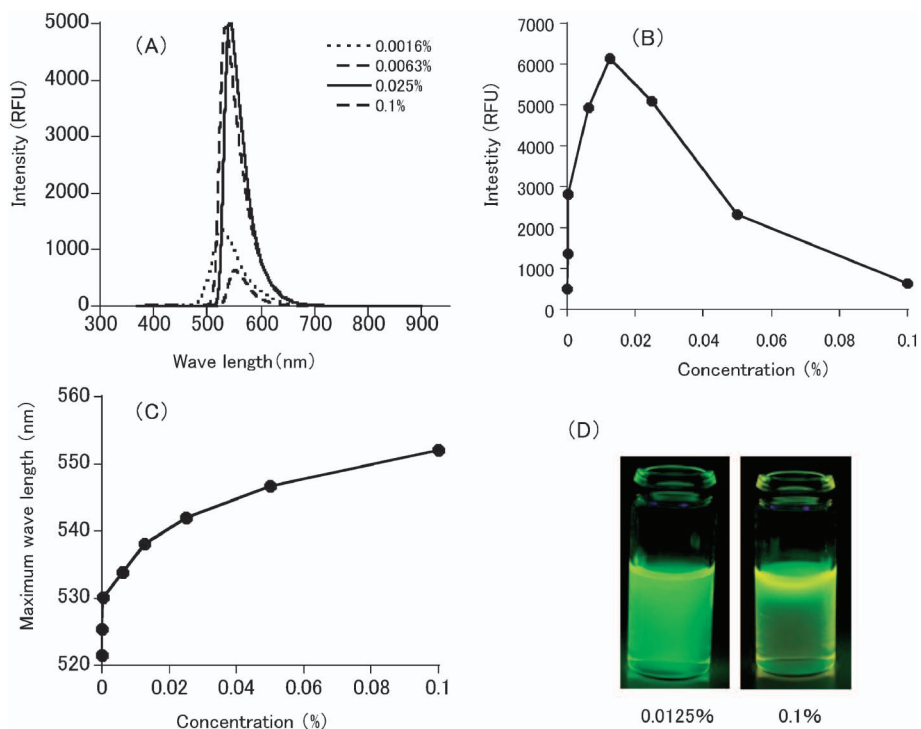 (A)
5000
4000
3000
2000
1000
0
Intensity (RFU)
0.0016%
0.0063%
0.025%
0.1%
300 400 500 600 700 800 900
Wave length(nm)
(B)
7000
6000
5000
4000
3000
2000
1000
0
Intestity (RFU)
0 0.02 0.04 0.06 0.08 0.1
Concentration (%)
(C)
560
550
540
530
520
Maximum wave length (nm)
0 0.02 0.04 0.06 0.08 0.1
Concentration (%)
(D)
0.0125% 0.1%